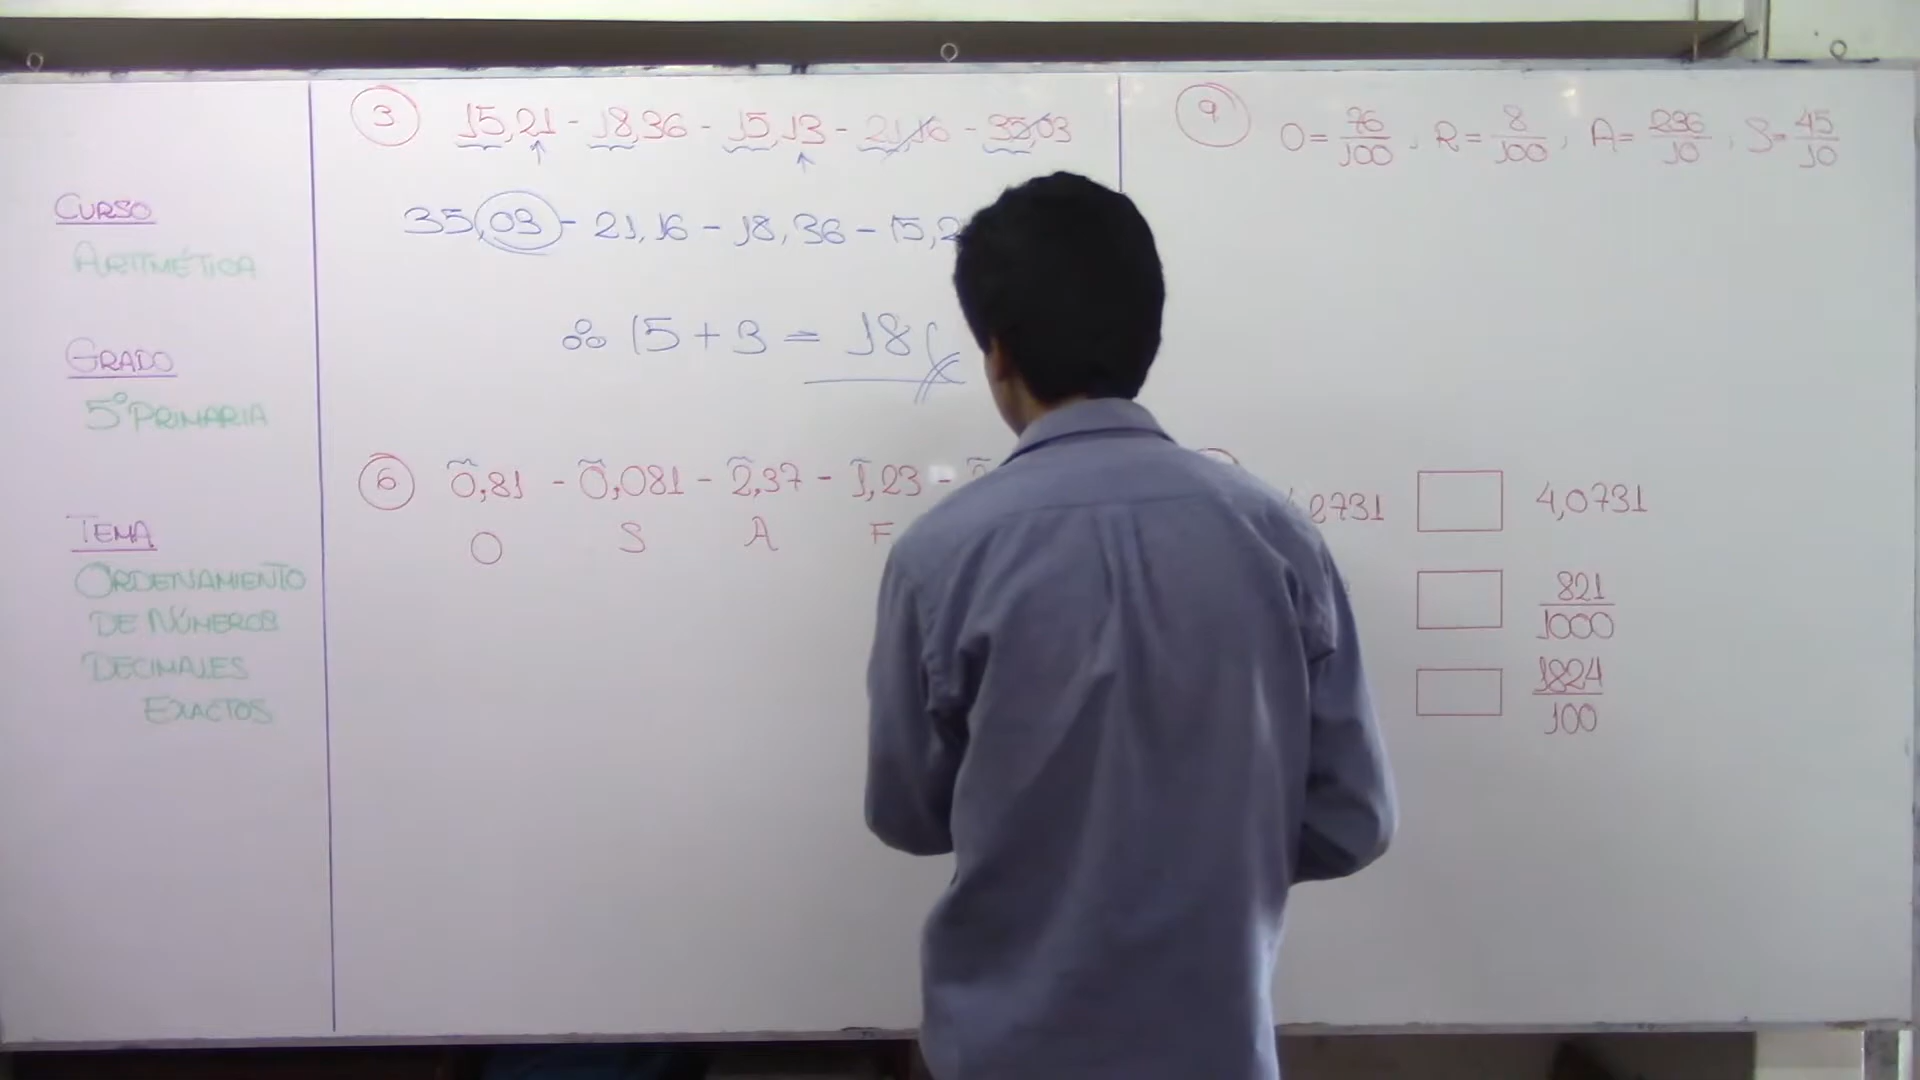 CURSO
ARITMÉTICA
GRADO
5° PRIMARIA
TEMA
ORDENAMIENTO
DE NÚMEROS
DECIMALES
EXACTOS
3 15,21 - 18,36 - 15,13 - 21,16 - 35,03
35,03 - 21,16 - 18,36 - 15,2
∴ 15 + 3 = 18
6 0,81 - 0,081 - 2,37 - 1,23 -
O S A F
9 O = 76/100 , R = 8/100 , A = 296/10 , S = 45/10
2731 4,0731
821/1000
1824/100